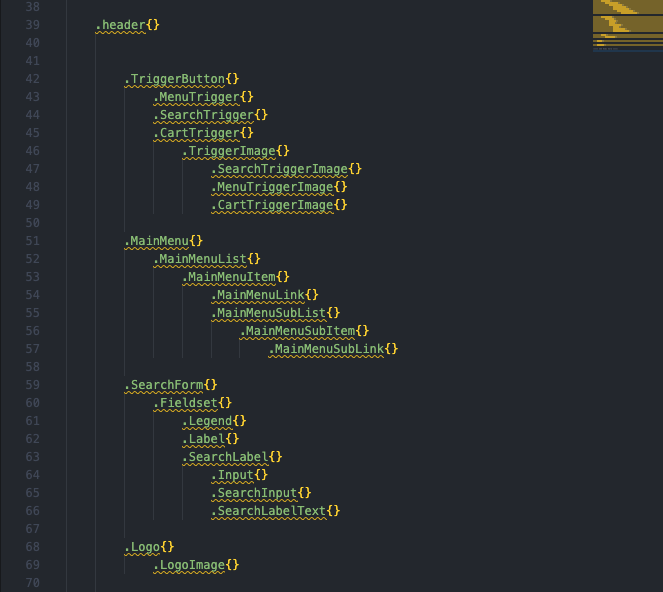 38
39 .header{}
40
41
42 .TriggerButton{}
43 .MenuTrigger{}
44 .SearchTrigger{}
45 .CartTrigger{}
46 .TriggerImage{}
47 .SearchTriggerImage{}
48 .MenuTriggerImage{}
49 .CartTriggerImage{}
50
51 .MainMenu{}
52 .MainMenuList{}
53 .MainMenuItem{}
54 .MainMenuLink{}
55 .MainMenuSubList{}
56 .MainMenuSubItem{}
57 .MainMenuSubLink{}
58
59 .SearchForm{}
60 .Fieldset{}
61 .Legend{}
62 .Label{}
63 .SearchLabel{}
64 .Input{}
65 .SearchInput{}
66 .SearchLabelText{}
67
68 .Logo{}
69 .LogoImage{}
70